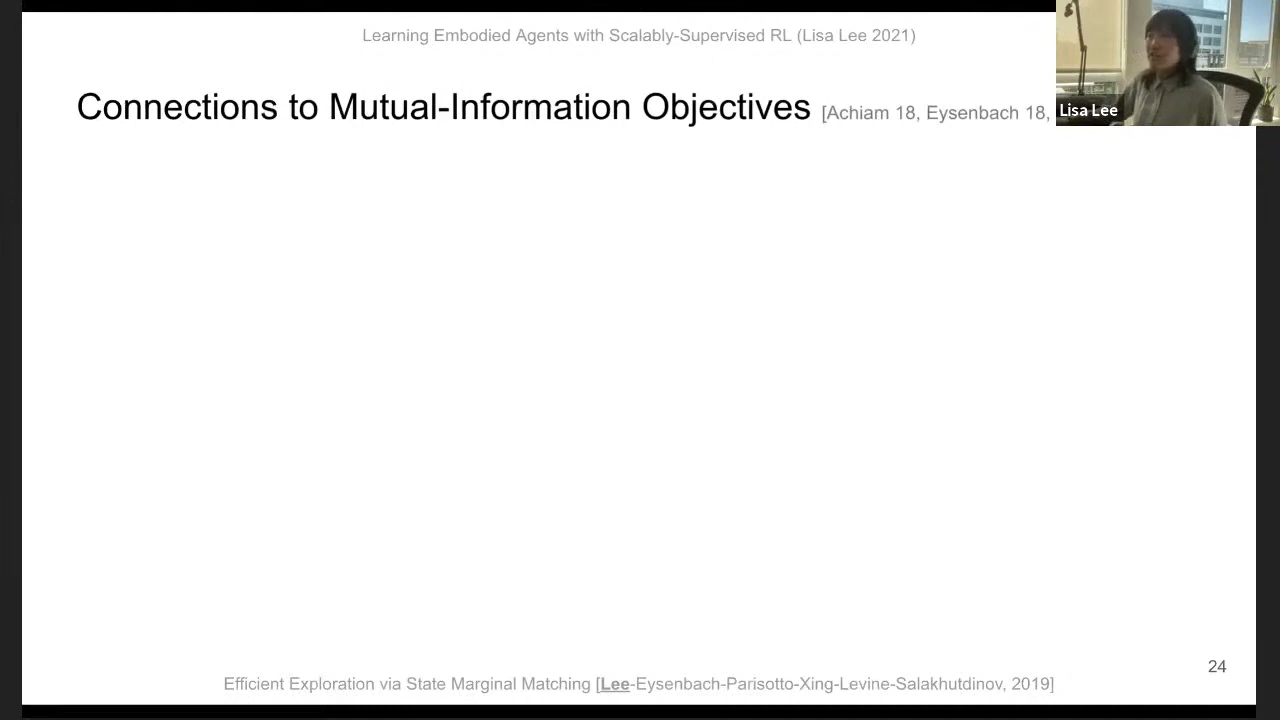 Learning Embodied Agents with Scalably-Supervised RL (Lisa Lee 2021)
Connections to Mutual-Information Objectives [Achiam 18, Eysenbach 18,
Lisa Lee
24
Efficient Exploration via State Marginal Matching [Lee-Eysenbach-Parisotto-Xing-Levine-Salakhutdinov, 2019]